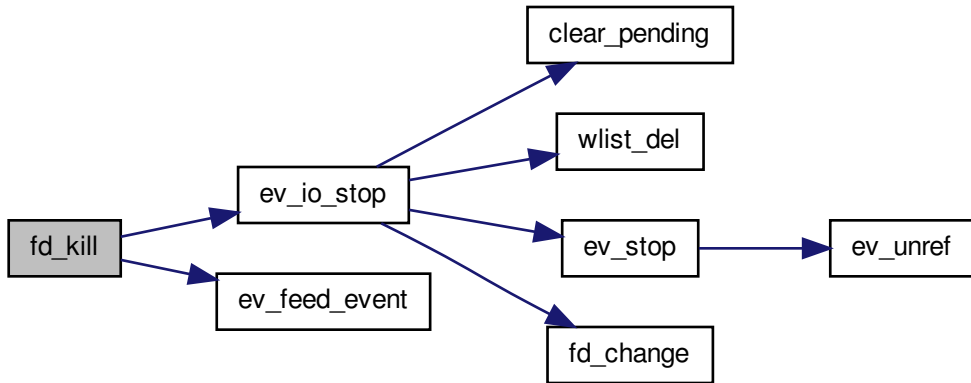 clear_pending
wlist_del
ev_io_stop
fd_kill
ev_stop
ev_unref
ev_feed_event
fd_change